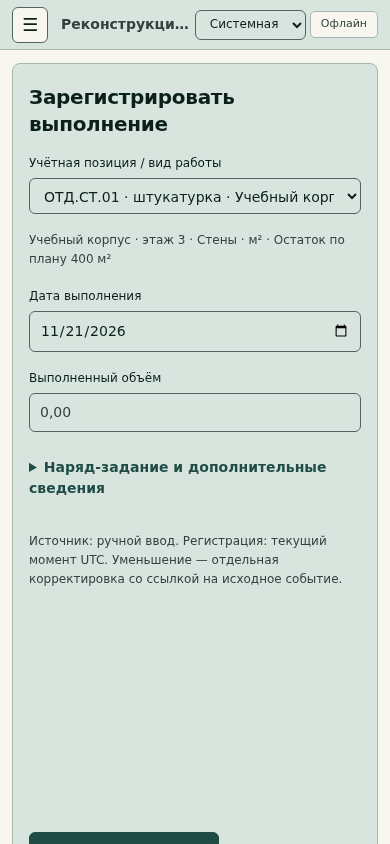 ☰ Реконструкци... Системная Офлайн
Зарегистрировать
выполнение
Учётная позиция / вид работы
ОТД.СТ.01 · штукатурка · Учебный корг
Учебный корпус · этаж 3 · Стены · м² · Остаток по
плану 400 м²
Дата выполнения
11/21/2026
Выполненный объём
0,00
▶ Наряд-задание и дополнительные
сведения
Источник: ручной ввод. Регистрация: текущий
момент UTC. Уменьшение — отдельная
корректировка со ссылкой на исходное событие.